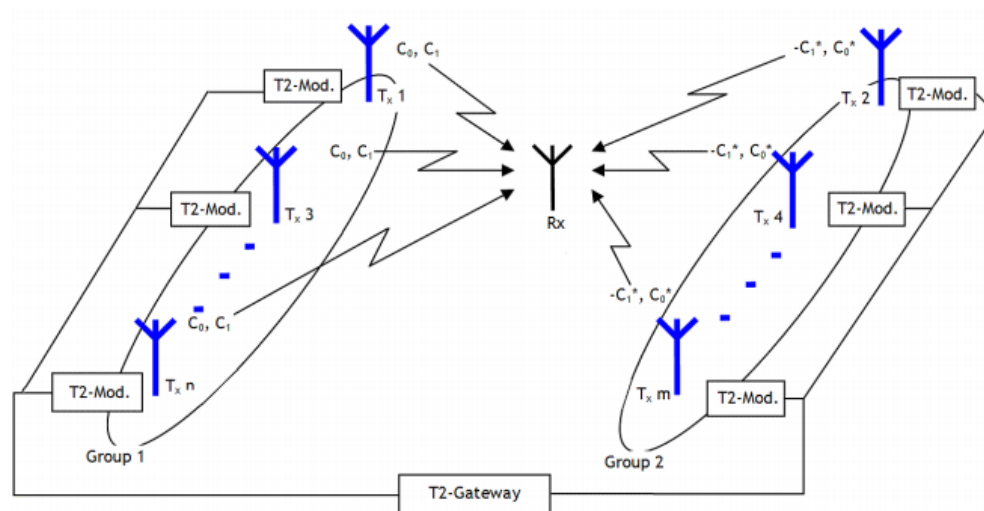 C₀, C₁
-C₁*, C₀*
T2-Mod.
Tₓ 1
Tₓ 2
T2-Mod.
C₀, C₁
-C₁*, C₀*
T2-Mod.
Tₓ 3
Rx
Tₓ 4
T2-Mod.
C₀, C₁
-C₁*, C₀*
T2-Mod.
Tₓ n
Tₓ m
T2-Mod.
Group 1
Group 2
T2-Gateway